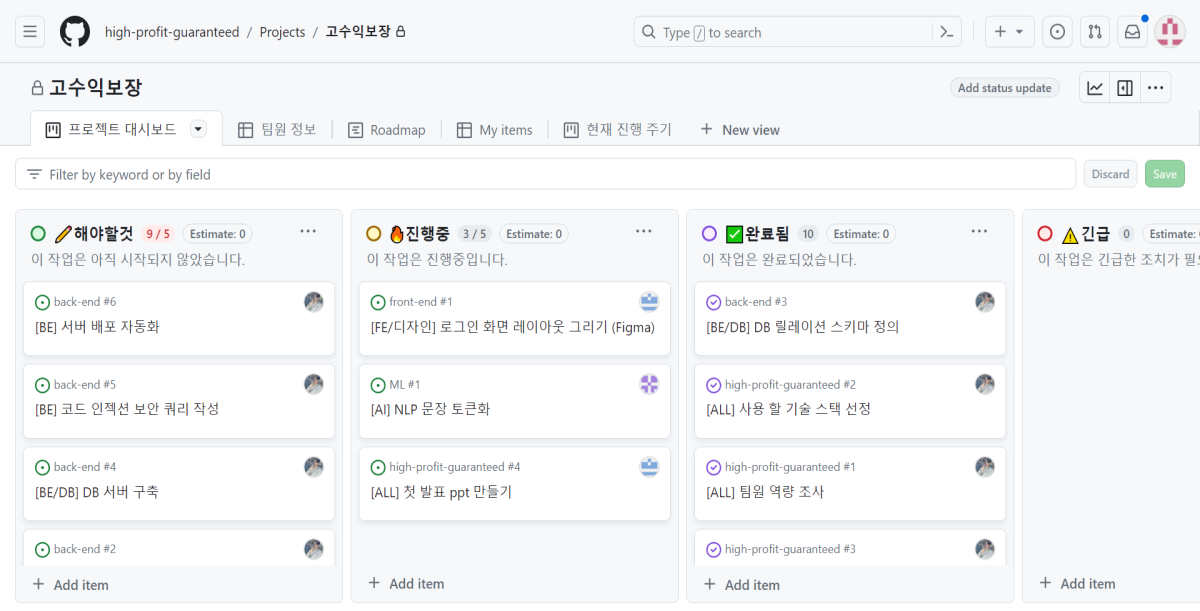 high-profit-guaranteed / Projects / 고수익보장
Type / to search
고수익보장
Add status update
프로젝트 대시보드
팀원 정보
Roadmap
My items
현재 진행 주기
New view
Filter by keyword or by field
Discard
Save
해야할것 9 / 5 Estimate: 0
이 작업은 아직 시작되지 않았습니다.
back-end #6
[BE] 서버 배포 자동화
back-end #5
[BE] 코드 인젝션 보안 쿼리 작성
back-end #4
[BE/DB] DB 서버 구축
back-end #2
Add item
진행중 3 / 5 Estimate: 0
이 작업은 진행중입니다.
front-end #1
[FE/디자인] 로그인 화면 레이아웃 그리기 (Figma)
ML #1
[AI] NLP 문장 토큰화
high-profit-guaranteed #4
[ALL] 첫 발표 ppt 만들기
Add item
완료됨 10 Estimate: 0
이 작업은 완료되었습니다.
back-end #3
[BE/DB] DB 릴레이션 스키마 정의
high-profit-guaranteed #2
[ALL] 사용 할 기술 스택 선정
high-profit-guaranteed #1
[ALL] 팀원 역량 조사
high-profit-guaranteed #3
Add item
긴급 0 Estimate:
이 작업은 긴급한 조치가
Add item